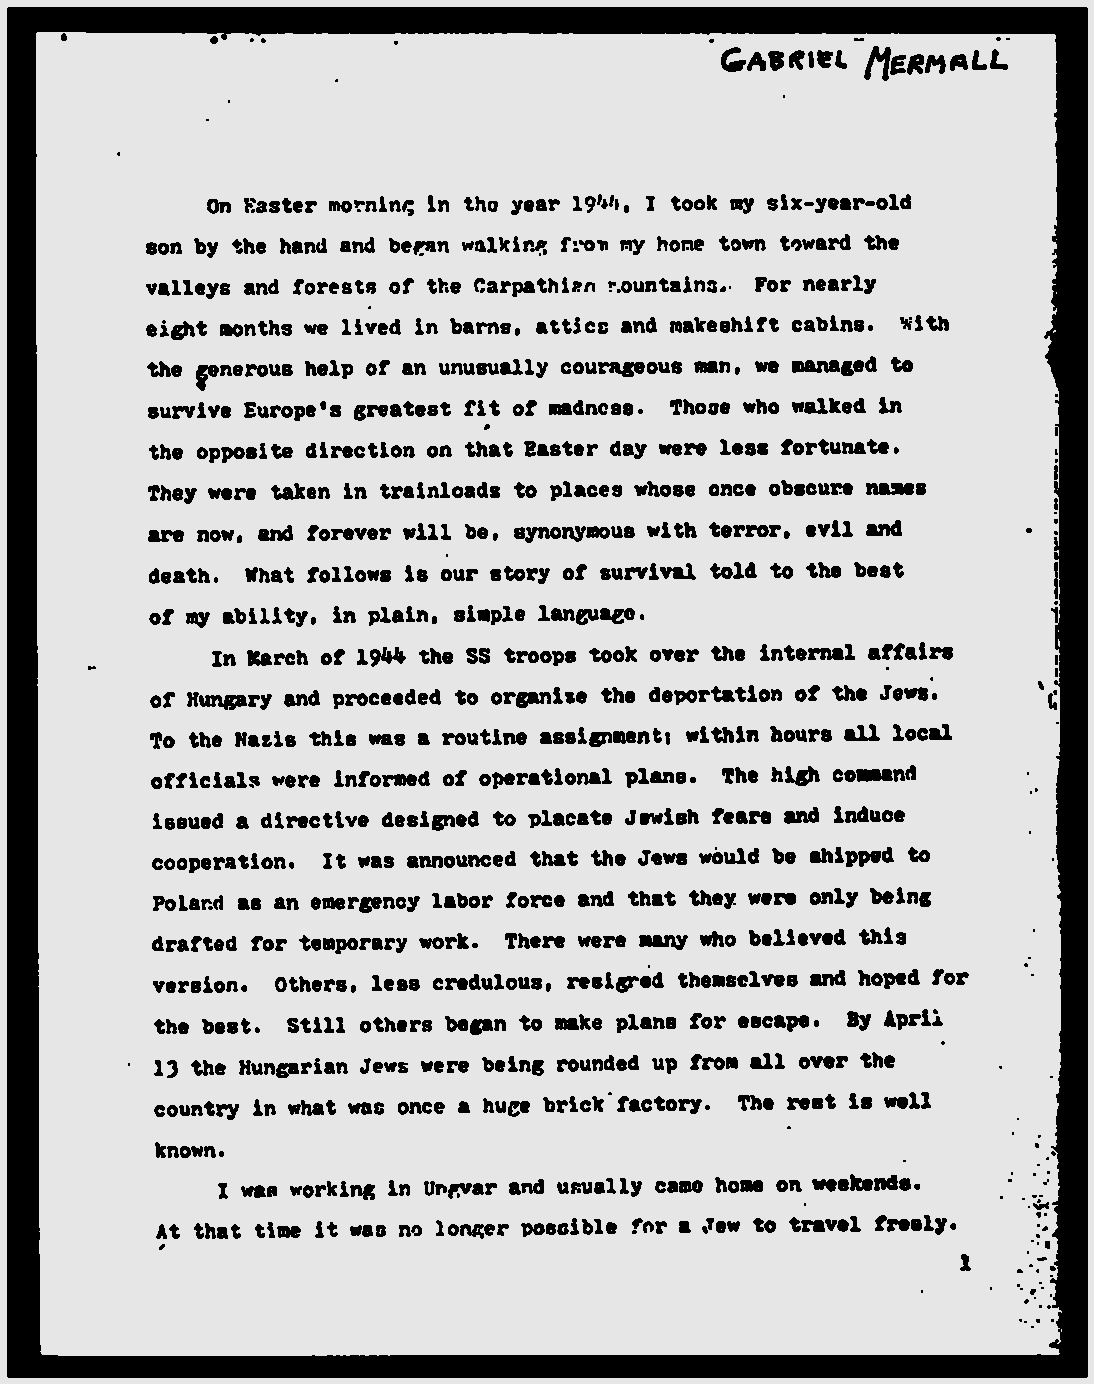 GABRIEL MERMALL
On Easter morning in the year 1944, I took my six-year-old
son by the hand and began walking from my home town toward the
valleys and forests of the Carpathian mountains. For nearly
eight months we lived in barns, attics and makeshift cabins. With
the generous help of an unusually courageous man, we managed to
survive Europe's greatest fit of madness. Those who walked in
the opposite direction on that Easter day were less fortunate.
They were taken in trainloads to places whose once obscure names
are now, and forever will be, synonymous with terror, evil and
death. What follows is our story of survival told to the best
of my ability, in plain, simple language.
In March of 1944 the SS troops took over the internal affairs
of Hungary and proceeded to organize the deportation of the Jews.
To the Nazis this was a routine assignment; within hours all local
officials were informed of operational plans. The high command
issued a directive designed to placate Jewish fears and induce
cooperation. It was announced that the Jews would be shipped to
Poland as an emergency labor force and that they were only being
drafted for temporary work. There were many who believed this
version. Others, less credulous, resigned themselves and hoped for
the best. Still others began to make plans for escape. By April
13 the Hungarian Jews were being rounded up from all over the
country in what was once a huge brick factory. The rest is well
known.
I was working in Ungvar and usually came home on weekends.
At that time it was no longer possible for a Jew to travel freely.
1